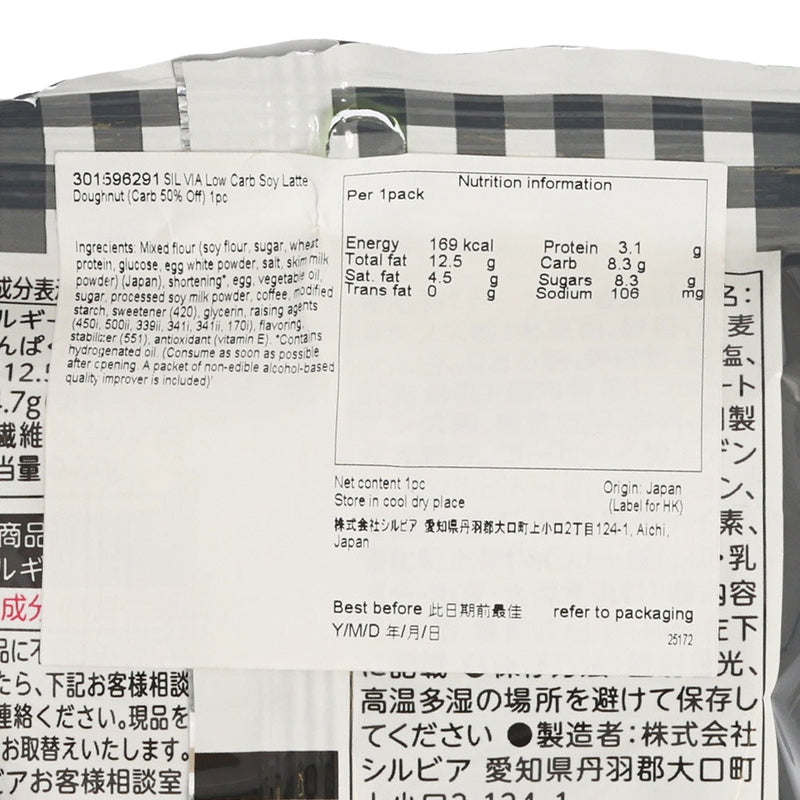 301596291 SILVIA Low Carb Soy Latte
Doughnut (Carb 50% Off) 1pc
Ingrecients: Mixed flour (soy flour, sugar, wheat
protein, glucose, egg white powder, salt, skim milk
powder) (Japan), shortening*, egg, vegetable oil,
sugar, processed soy milk powder, coffee, modified
starch, sweetener (420), glycerin, raising agents
(450i, 500ii, 339ii, 341i, 341ii, 170i), flavoring,
stabilizer (551), antioxidant (vitamin E). *Contains
hydrogenated oil. (Consume as soon as possible
after opening. A packet of non-edible alcohol-based
quality improver is included)'
Nutrition information
Per 1pack
Energy 169 kcal Protein 3.1 g
Total fat 12.5 g Carb 8.3 g
Sat. fat 4.5 g Sugars 8.3 g
Trans fat 0 g Sodium 106 mg
Net content 1pc Origin: Japan
Store in cool dry place (Label for HK)
株式会社シルビア 愛知県丹羽郡大口町上小口2丁目124-1, Aichi,
Japan
Best before 此日期前最佳 refer to packaging
Y/M/D 年/月/日 25172
成分表
ルギー
んぱく
12.5
.7g
繊維
当量
商品
ルギ
成分
品に不
たら、下記お客様相談
連絡ください。現品を
お取替えいたします。
ビアお客様相談室
名：
麦
塩、
ート
製
デン
ン、
素、
・乳
内容
左下
光、
高温多湿の場所を避けて保存し
てください ●製造者：株式会社
シルビア 愛知県丹羽郡大口町